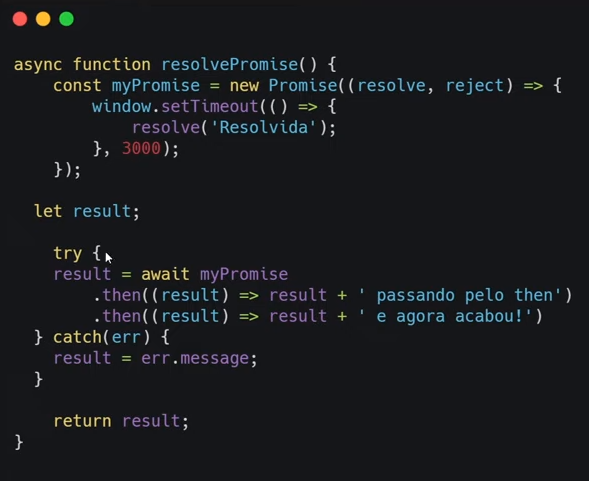 async function resolvePromise() {
    const myPromise = new Promise((resolve, reject) => {
        window.setTimeout(() => {
            resolve('Resolvida');
        }, 3000);
    });

  let result;

    try {
    result = await myPromise
        .then((result) => result + ' passando pelo then')
        .then((result) => result + ' e agora acabou!')
  } catch(err) {
    result = err.message;
  }

    return result;
}